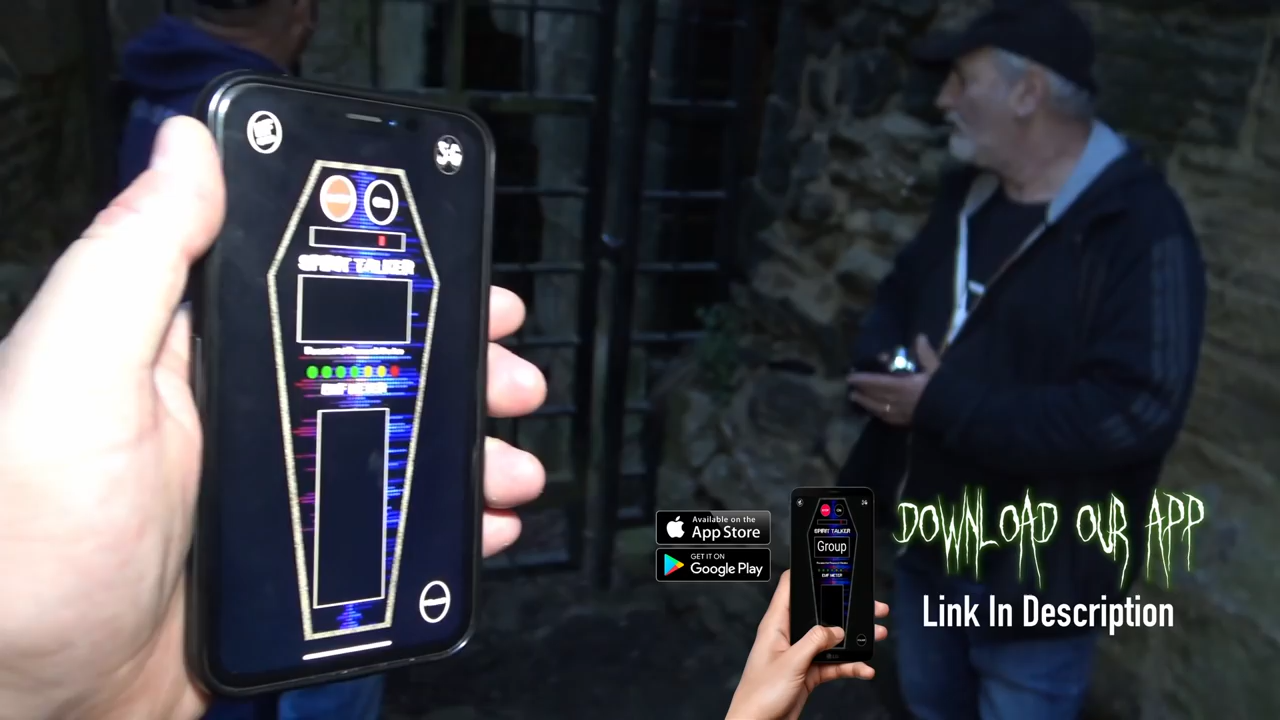 SPIRIT TALKER
EMF METER
Available on the
App Store
GET IT ON
Google Play
SPIRIT TALKER
Group
EMF METER
DOWNLOAD OUR APP
Link In Description